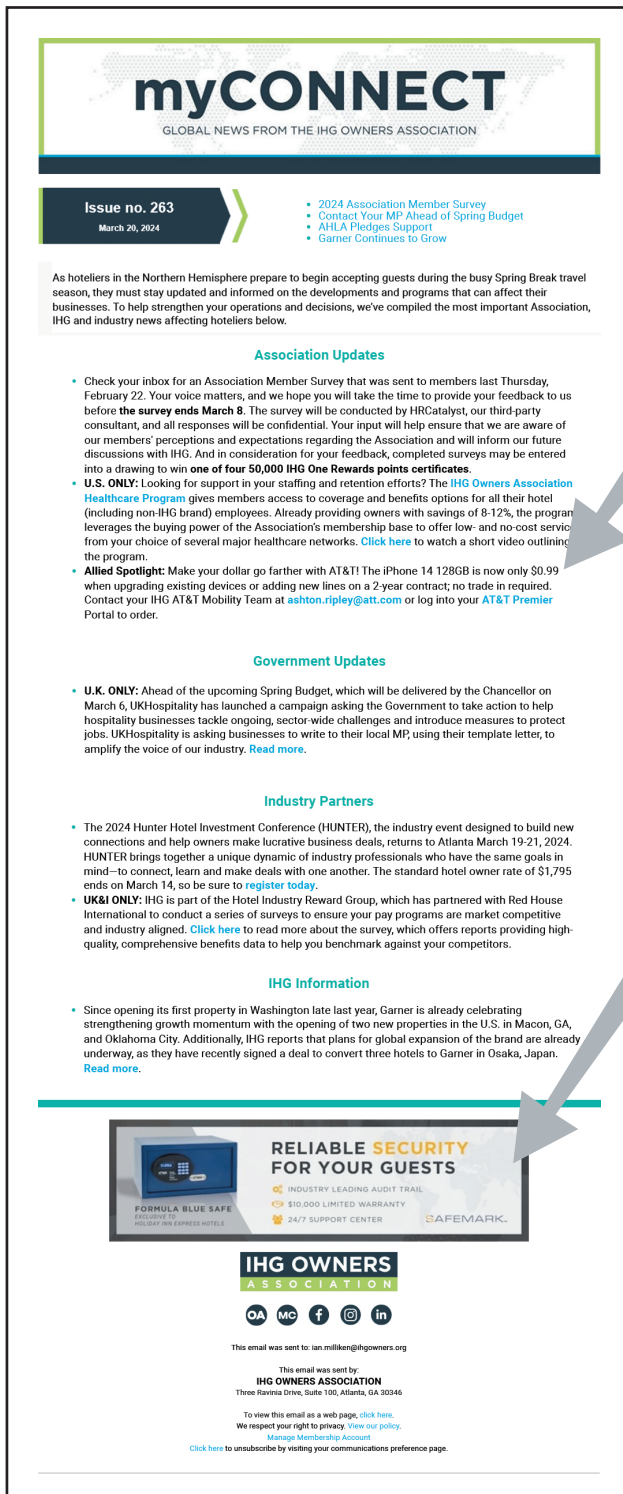 myCONNECT
GLOBAL NEWS FROM THE IHG OWNERS ASSOCIATION
Issue no. 263
March 20, 2024
• 2024 Association Member Survey
• Contact Your MP Ahead of Spring Budget
• AHLA Pledges Support
• Garner Continues to Grow
As hoteliers in the Northern Hemisphere prepare to begin accepting guests during the busy Spring Break travel
season, they must stay updated and informed on the developments and programs that can affect their
businesses. To help strengthen your operations and decisions, we've compiled the most important Association,
IHG and industry news affecting hoteliers below.
Association Updates
• Check your inbox for an Association Member Survey that was sent to members last Thursday,
February 22. Your voice matters, and we hope you will take the time to provide your feedback to us
before the survey ends March 8. The survey will be conducted by HRCatalyst, our third-party
consultant, and all responses will be confidential. Your input will help ensure that we are aware of
our members' perceptions and expectations regarding the Association and will inform our future
discussions with IHG. And in consideration for your feedback, completed surveys may be entered
into a drawing to win one of four 50,000 IHG One Rewards points certificates.
• U.S. ONLY: Looking for support in your staffing and retention efforts? The IHG Owners Association
Healthcare Program gives members access to coverage and benefits options for all their hotel
(including non-IHG brand) employees. Already providing owners with savings of 8-12%, the program
leverages the buying power of the Association's membership base to offer low- and no-cost service
from your choice of several major healthcare networks. Click here to watch a short video outlining
the program.
• Allied Spotlight: Make your dollar go farther with AT&T! The iPhone 14 128GB is now only $0.99
when upgrading existing devices or adding new lines on a 2-year contract; no trade in required.
Contact your IHG AT&T Mobility Team at ashton.ripley@att.com or log into your AT&T Premier
Portal to order.
Government Updates
• U.K. ONLY: Ahead of the upcoming Spring Budget, which will be delivered by the Chancellor on
March 6, UKHospitality has launched a campaign asking the Government to take action to help
hospitality businesses tackle ongoing, sector-wide challenges and introduce measures to protect
jobs. UKHospitality is asking businesses to write to their local MP, using their template letter, to
amplify the voice of our industry. Read more.
Industry Partners
• The 2024 Hunter Hotel Investment Conference (HUNTER), the industry event designed to build new
connections and help owners make lucrative business deals, returns to Atlanta March 19-21, 2024.
HUNTER brings together a unique dynamic of industry professionals who have the same goals in
mind—to connect, learn and make deals with one another. The standard hotel owner rate of $1,795
ends on March 14, so be sure to register today.
• UK&I ONLY: IHG is part of the Hotel Industry Reward Group, which has partnered with Red House
International to conduct a series of surveys to ensure your pay programs are market competitive
and industry aligned. Click here to read more about the survey, which offers reports providing high-
quality, comprehensive benefits data to help you benchmark against your competitors.
IHG Information
• Since opening its first property in Washington late last year, Garner is already celebrating
strengthening growth momentum with the opening of two new properties in the U.S. in Macon, GA,
and Oklahoma City. Additionally, IHG reports that plans for global expansion of the brand are already
underway, as they have recently signed a deal to convert three hotels to Garner in Osaka, Japan.
Read more.
RELIABLE SECURITY
FOR YOUR GUESTS
INDUSTRY LEADING AUDIT TRAIL
$10,000 LIMITED WARRANTY
24/7 SUPPORT CENTER
FORMULA BLUE SAFE
EXCLUSIVE TO
HOLIDAY INN EXPRESS HOTELS
SAFEMARK
IHG OWNERS
ASSOCIATION
OA MC f in
This email was sent to: ian.milliken@ihgowners.org
This email was sent by:
IHG OWNERS ASSOCIATION
Three Ravinia Drive, Suite 100, Atlanta, GA 30346
To view this email as a web page, click here.
We respect your right to privacy. View our policy.
Manage Membership Account
Click here to unsubscribe by visiting your communications preference page.